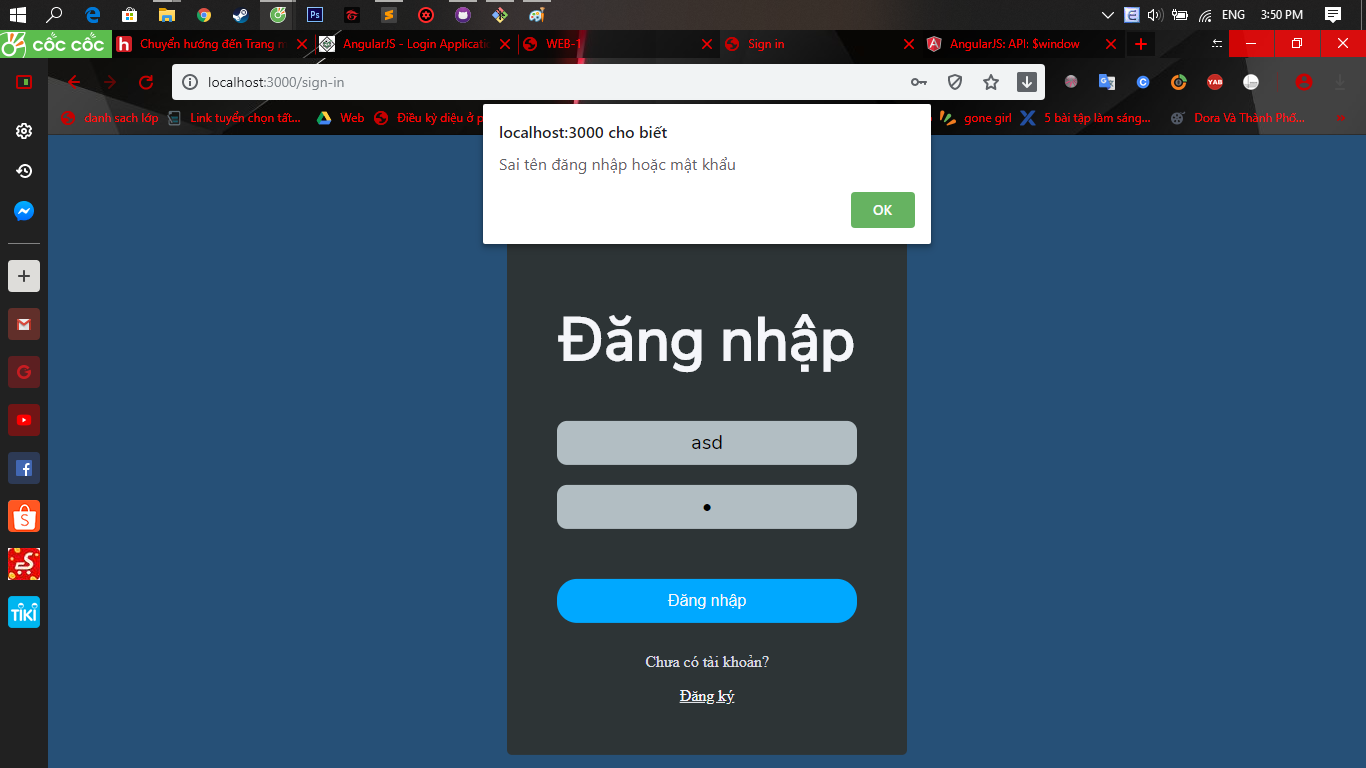 ENG 3:50 PM
cốc cốc
Chuyển hướng đến Trang
AngularJS - Login Applicati
WEB-1
Sign in
AngularJS: API: $window
localhost:3000/sign-in
YAB
danh sach lớp
Link tuyển chọn tất...
Web
Điều kỳ diệu ở p
gone girl
5 bài tập làm sáng...
Dora Và Thành Phố...
localhost:3000 cho biết
Sai tên đăng nhập hoặc mật khẩu
OK
Đăng nhập
asd
Đăng nhập
Chưa có tài khoản?
Đăng ký
TIKI